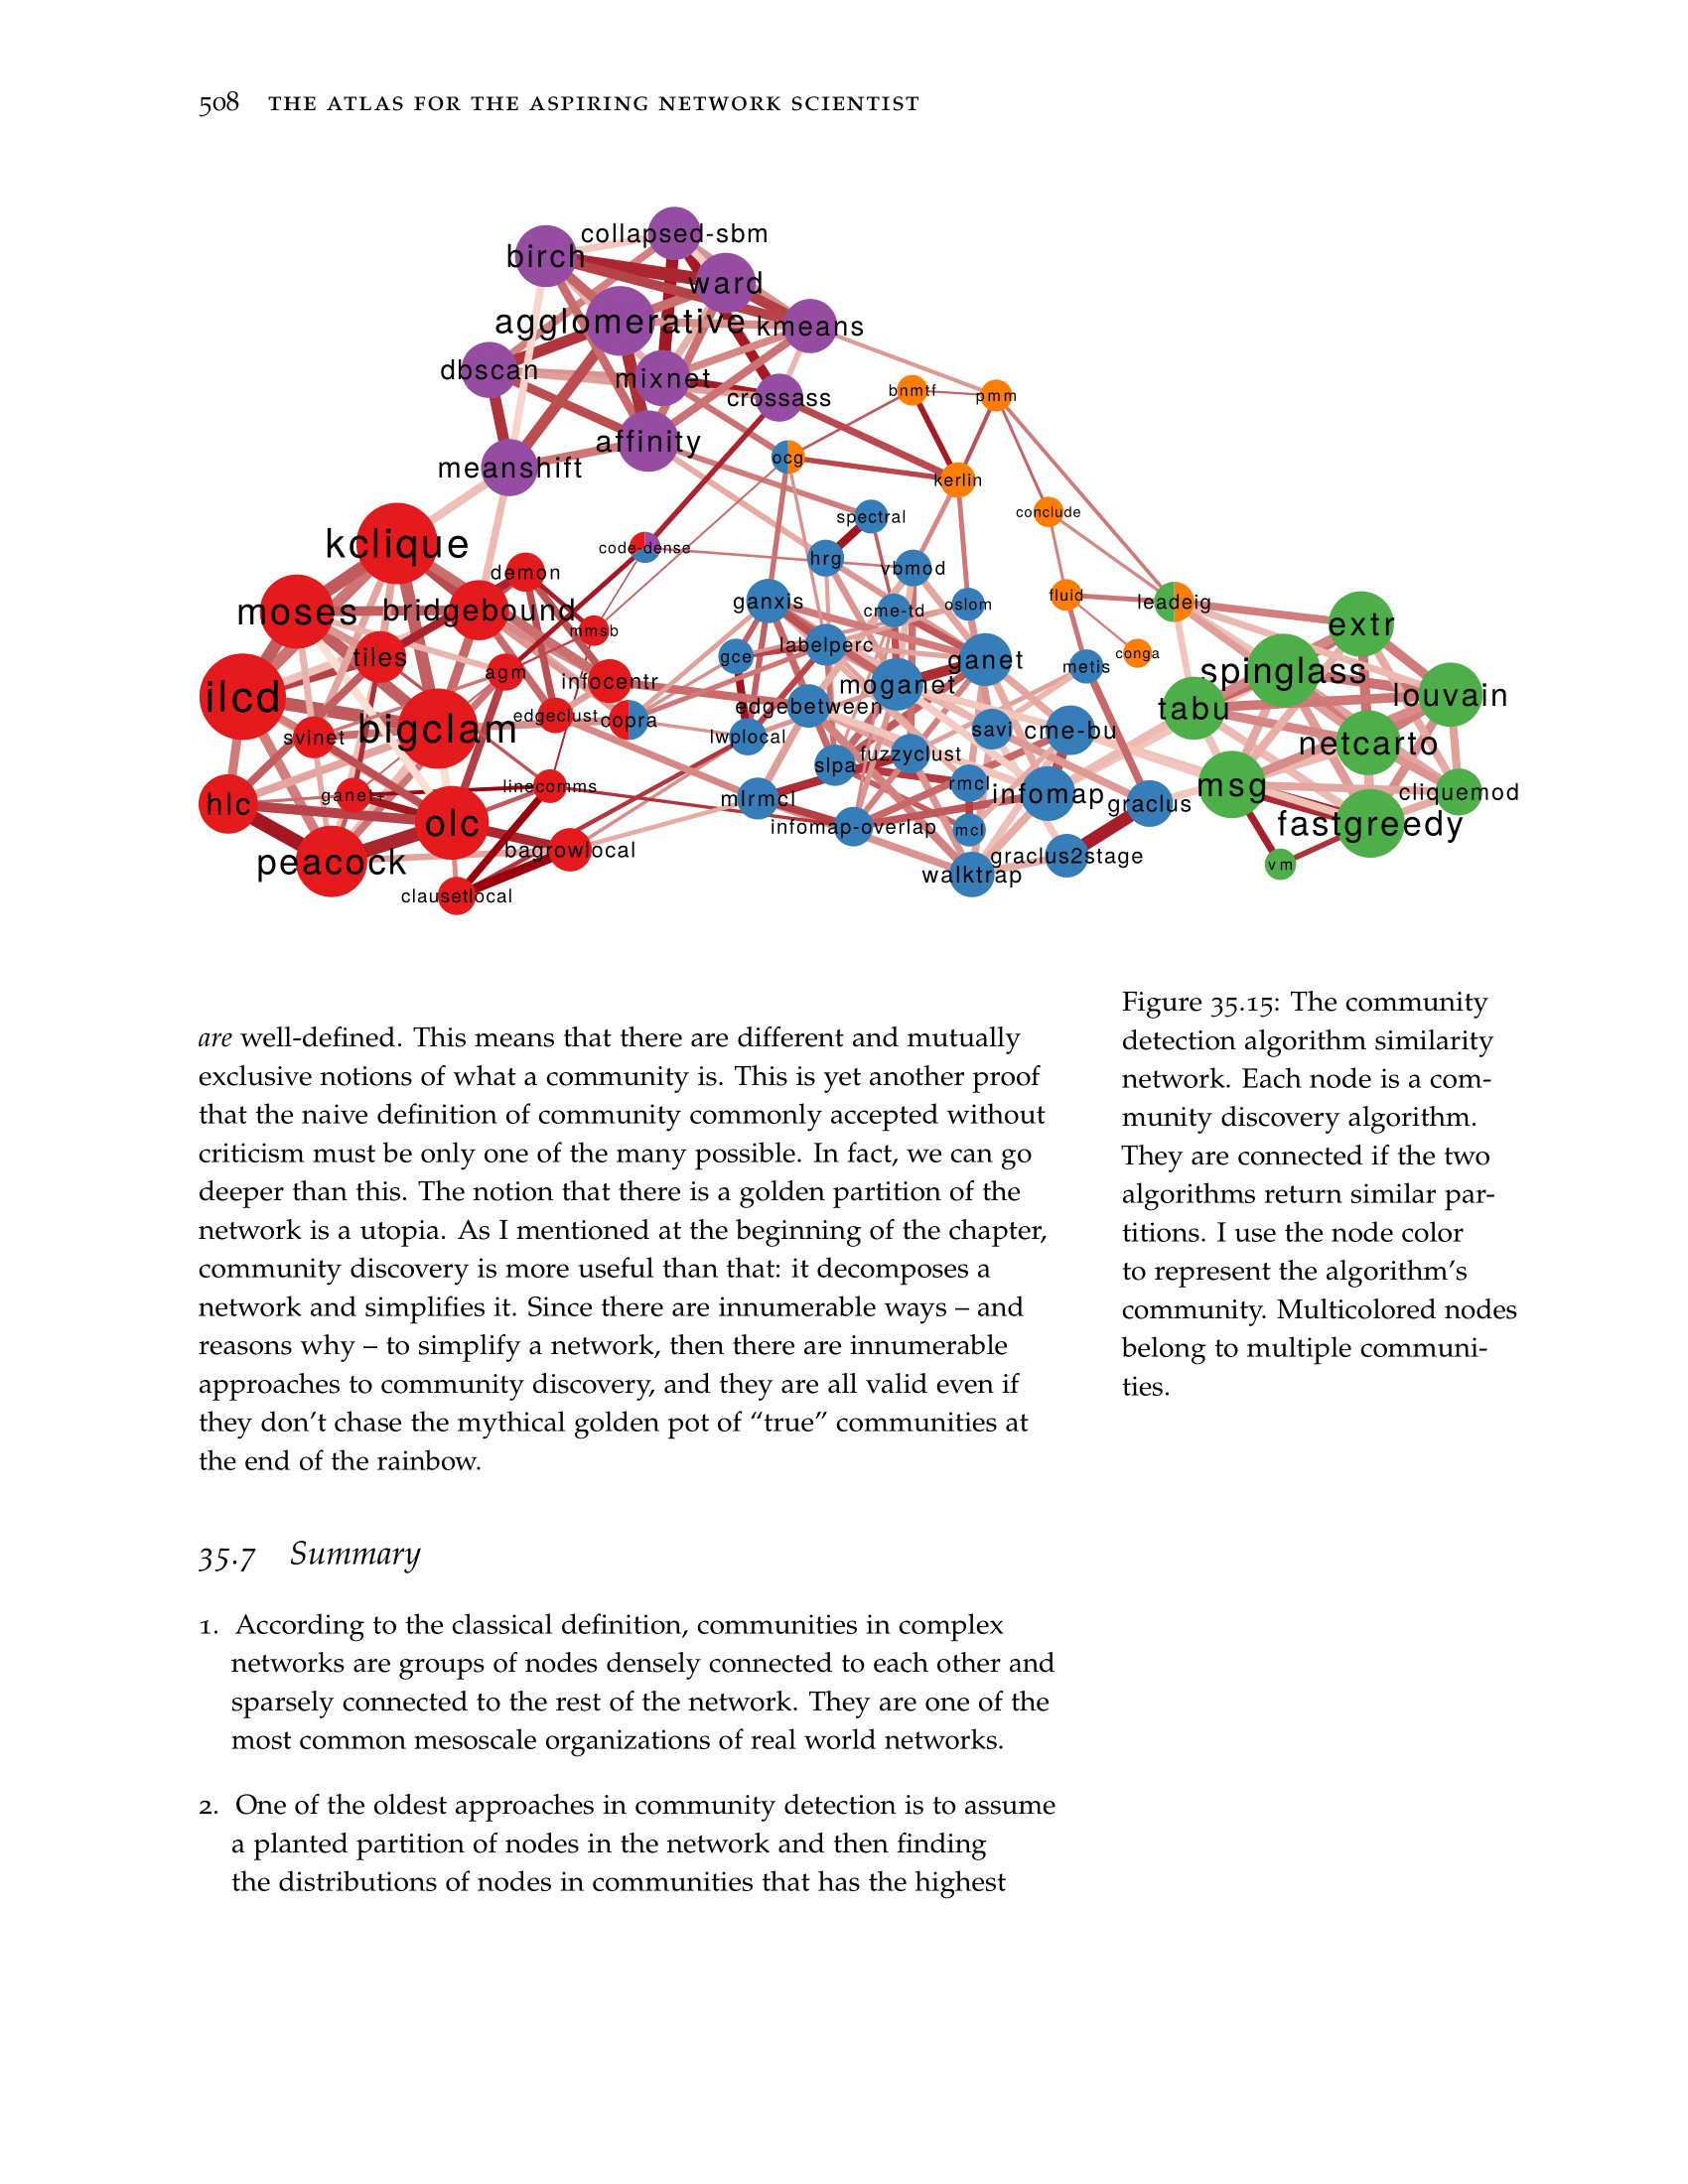 508 THE ATLAS FOR THE ASPIRING NETWORK SCIENTIST
collapsed-sbm
birch
ward
agglomerative
kmeans
dbscan
mixnet
crossass
bnmtf
pmm
affinity
meanshift
ocg
kerlin
spectral
conclude
kclique
code-dense
hrg
vbmod
demon
moses
bridgebound
ganxis
cme-td
oslom
fluid
leadeig
extr
mmsb
tiles
agm
infocentr
gce
labelperc
ganet
metis
conga
spinglass
ilcd
moganet
louvain
tabu
edgebetween
svinet
bigclam
edgeclust
copra
lwplocal
savi
cme-bu
netcarto
fuzzyclust
slpa
hlc
ganet+
linecomms
mlrmcl
rmcl
infomap
graclus
msg
cliquemod
olc
infomap-overlap
mcl
fastgreedy
peacock
bagrowlocal
graclus2stage
walktrap
vm
clausetlocal
are well-defined. This means that there are different and mutually
exclusive notions of what a community is. This is yet another proof
that the naive definition of community commonly accepted without
criticism must be only one of the many possible. In fact, we can go
deeper than this. The notion that there is a golden partition of the
network is a utopia. As I mentioned at the beginning of the chapter,
community discovery is more useful than that: it decomposes a
network and simplifies it. Since there are innumerable ways – and
reasons why – to simplify a network, then there are innumerable
approaches to community discovery, and they are all valid even if
they don't chase the mythical golden pot of “true” communities at
the end of the rainbow.
Figure 35.15: The community
detection algorithm similarity
network. Each node is a com-
munity discovery algorithm.
They are connected if the two
algorithms return similar par-
titions. I use the node color
to represent the algorithm's
community. Multicolored nodes
belong to multiple communi-
ties.
35.7 Summary
1. According to the classical definition, communities in complex
networks are groups of nodes densely connected to each other and
sparsely connected to the rest of the network. They are one of the
most common mesoscale organizations of real world networks.
2. One of the oldest approaches in community detection is to assume
a planted partition of nodes in the network and then finding
the distributions of nodes in communities that has the highest